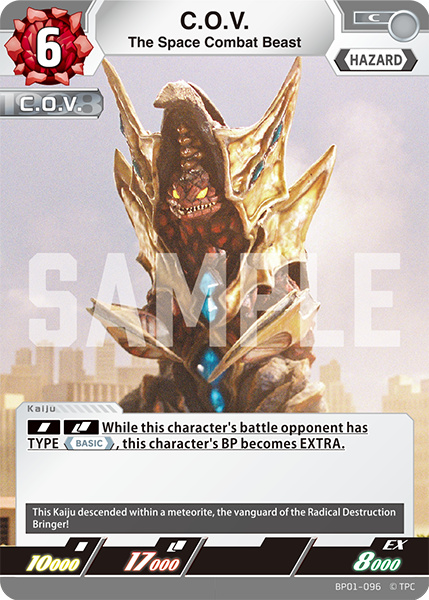 6
C.O.V.
The Space Combat Beast
C
HAZARD
C.O.V.
SAMPLE
Kaiju
While this character's battle opponent has
TYPE BASIC, this character's BP becomes EXTRA.
This Kaiju descended within a meteorite, the vanguard of the Radical Destruction
Bringer!
10000
17000
EX
8000
BP01-096 © TPC